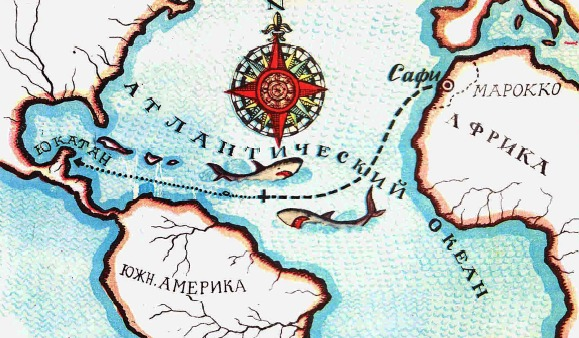 N
АТЛАНТИЧЕСКИЙ
ОКЕАН
Сафи
МАРОККО
АФРИКА
ЮКАТАН
ЮЖН. АМЕРИКА